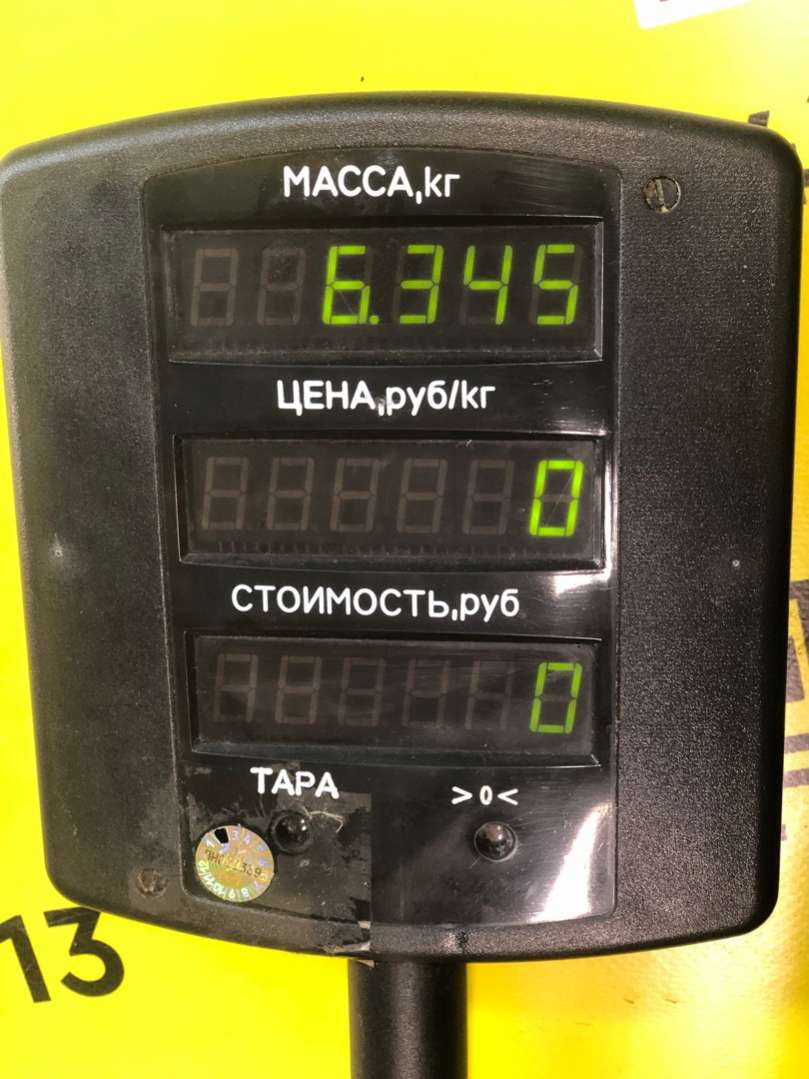 МАССА,кг
6.345
ЦЕНА,руб/кг
0
СТОИМОСТЬ,руб
0
ТАРА >0<
13